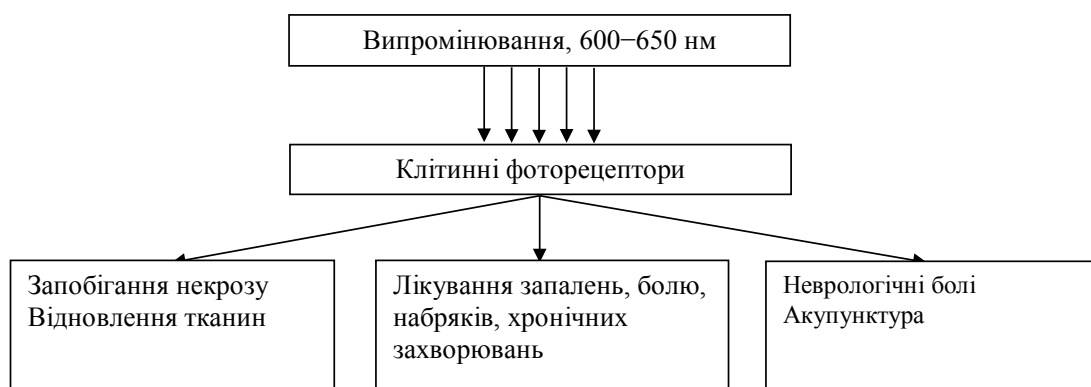 Випромінювання, 600−650 нм
Клітинні фоторецептори
Запобігання некрозу
Відновлення тканин
Лікування запалень, болю,
набряків, хронічних
захворювань
Неврологічні болі
Акупунктура